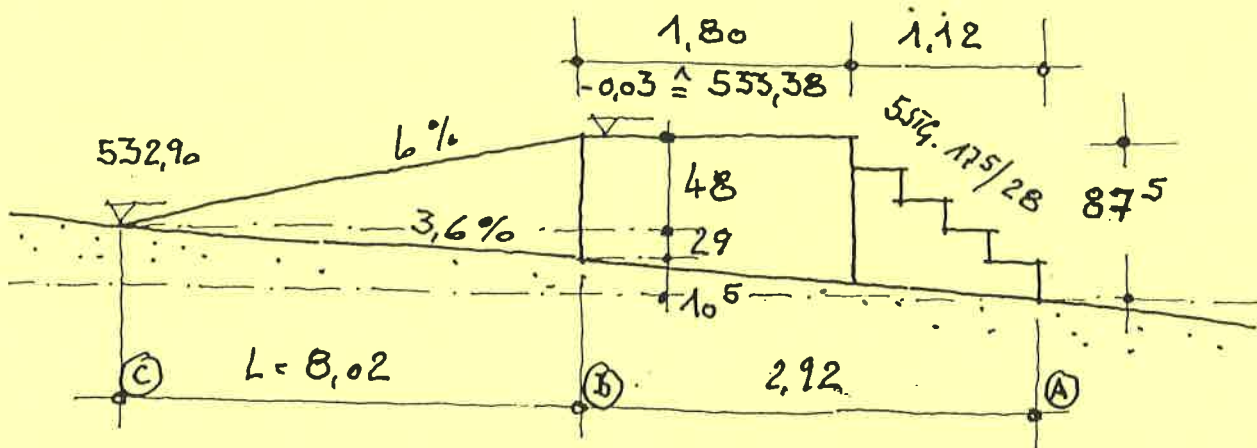 1,80
1,12
-0,03 ≙ 533,38
5 STG. 17⁵/28
532,90
6%
48
87⁵
3,6%
29
10⁵
C
L = 8,02
B
2,92
A